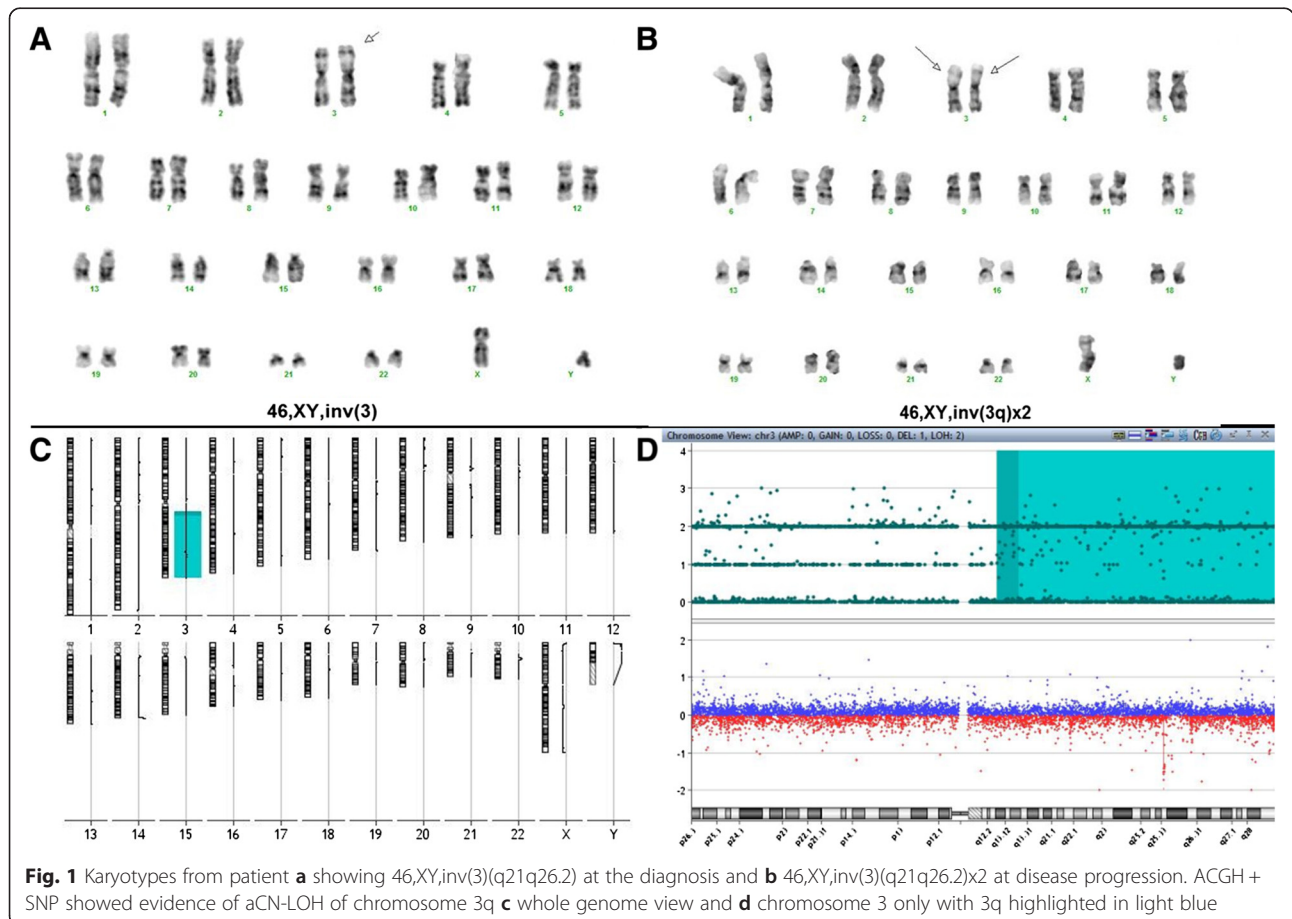 A
1 2 3 4 5
6 7 8 9 10 11 12
13 14 15 16 17 18
19 20 21 22 X Y
46,XY,inv(3)
B
1 2 3 4 5
6 7 8 9 10 11 12
13 14 15 16 17 18
19 20 21 22 X Y
46,XY,inv(3q)x2
C
1 2 3 4 5 6 7 8 9 10 11 12
13 14 15 16 17 18 19 20 21 22 X Y
D
Chromosome View: chr3 (AMP: 0, GAIN: 0, LOSS: 0, DEL: 1, LOH: 2)
4
3
2
1
0
2
1
0
-1
-2
Fig. 1 Karyotypes from patient a showing 46,XY,inv(3)(q21q26.2) at the diagnosis and b 46,XY,inv(3)(q21q26.2)x2 at disease progression. ACGH +
SNP showed evidence of aCN-LOH of chromosome 3q c whole genome view and d chromosome 3 only with 3q highlighted in light blue